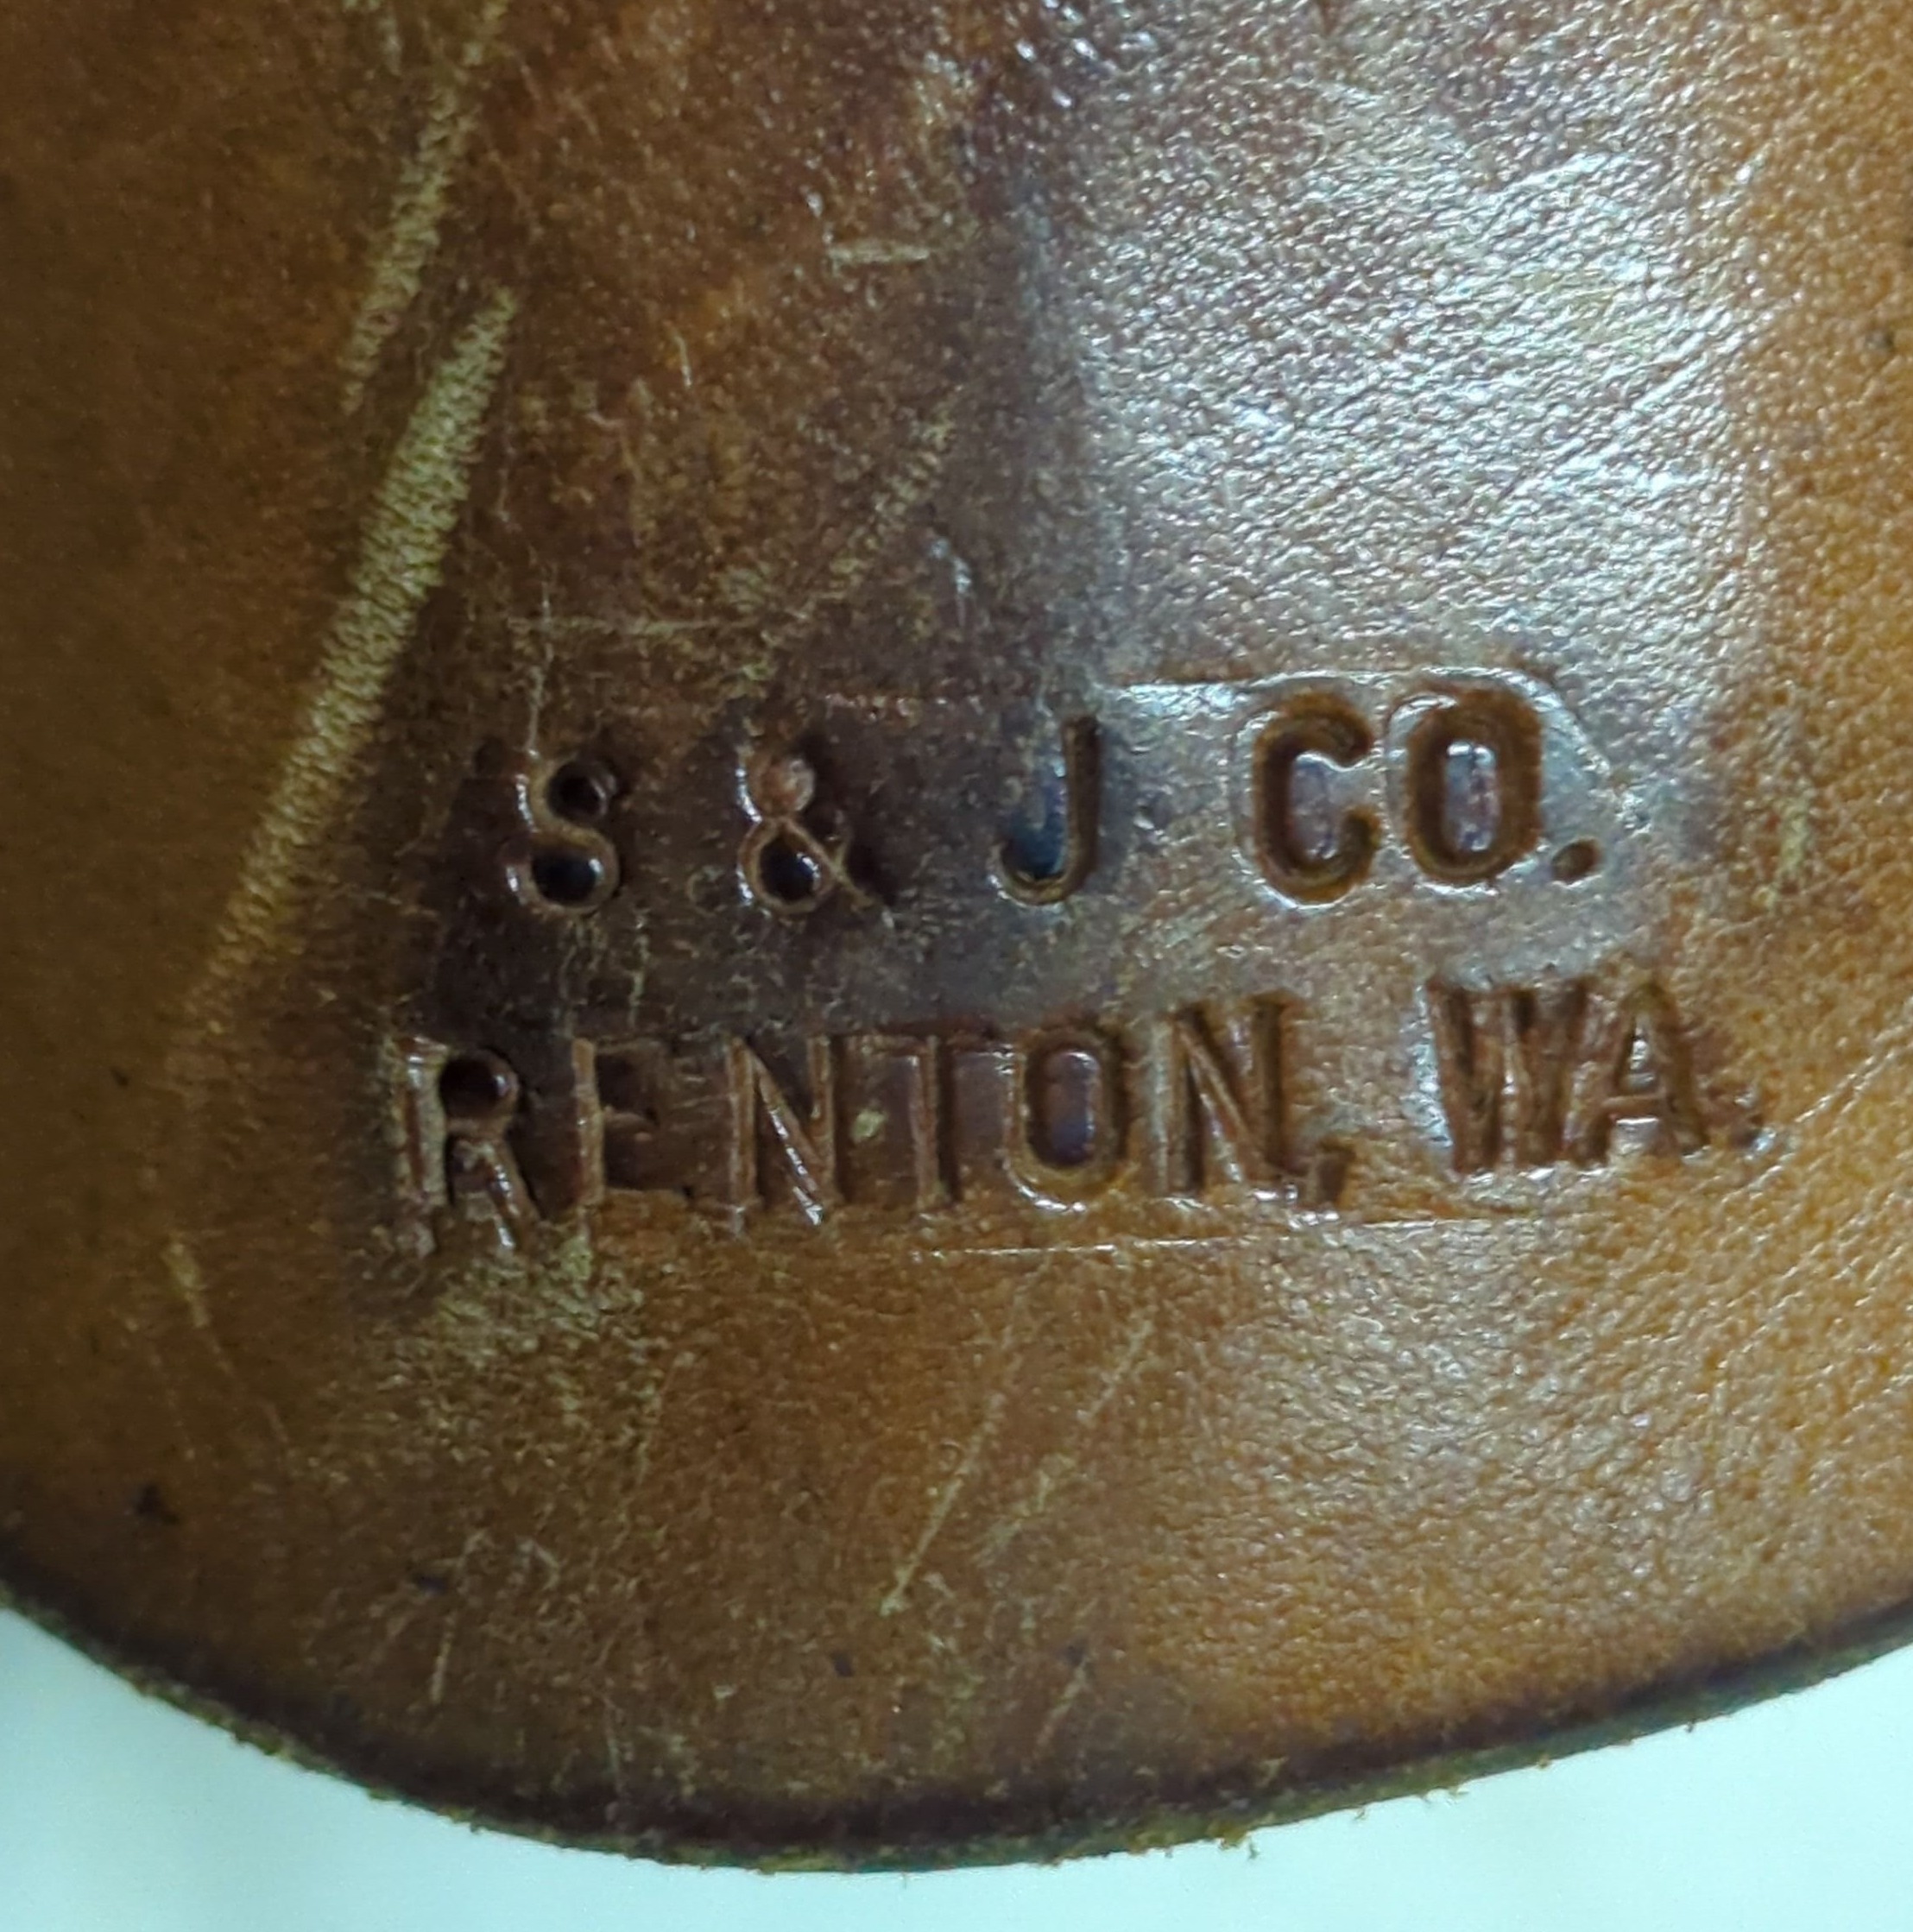 S & J CO.
RENTON, WA.